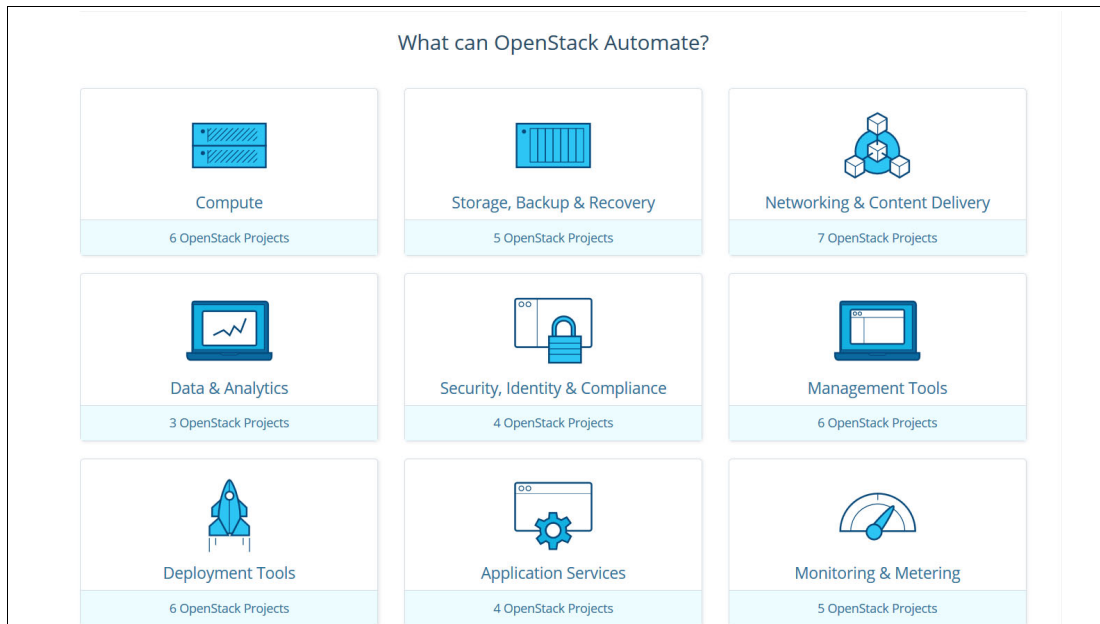 What can OpenStack Automate?
Compute
6 OpenStack Projects
Storage, Backup & Recovery
5 OpenStack Projects
Networking & Content Delivery
7 OpenStack Projects
Data & Analytics
3 OpenStack Projects
Security, Identity & Compliance
4 OpenStack Projects
Management Tools
6 OpenStack Projects
Deployment Tools
6 OpenStack Projects
Application Services
4 OpenStack Projects
Monitoring & Metering
5 OpenStack Projects